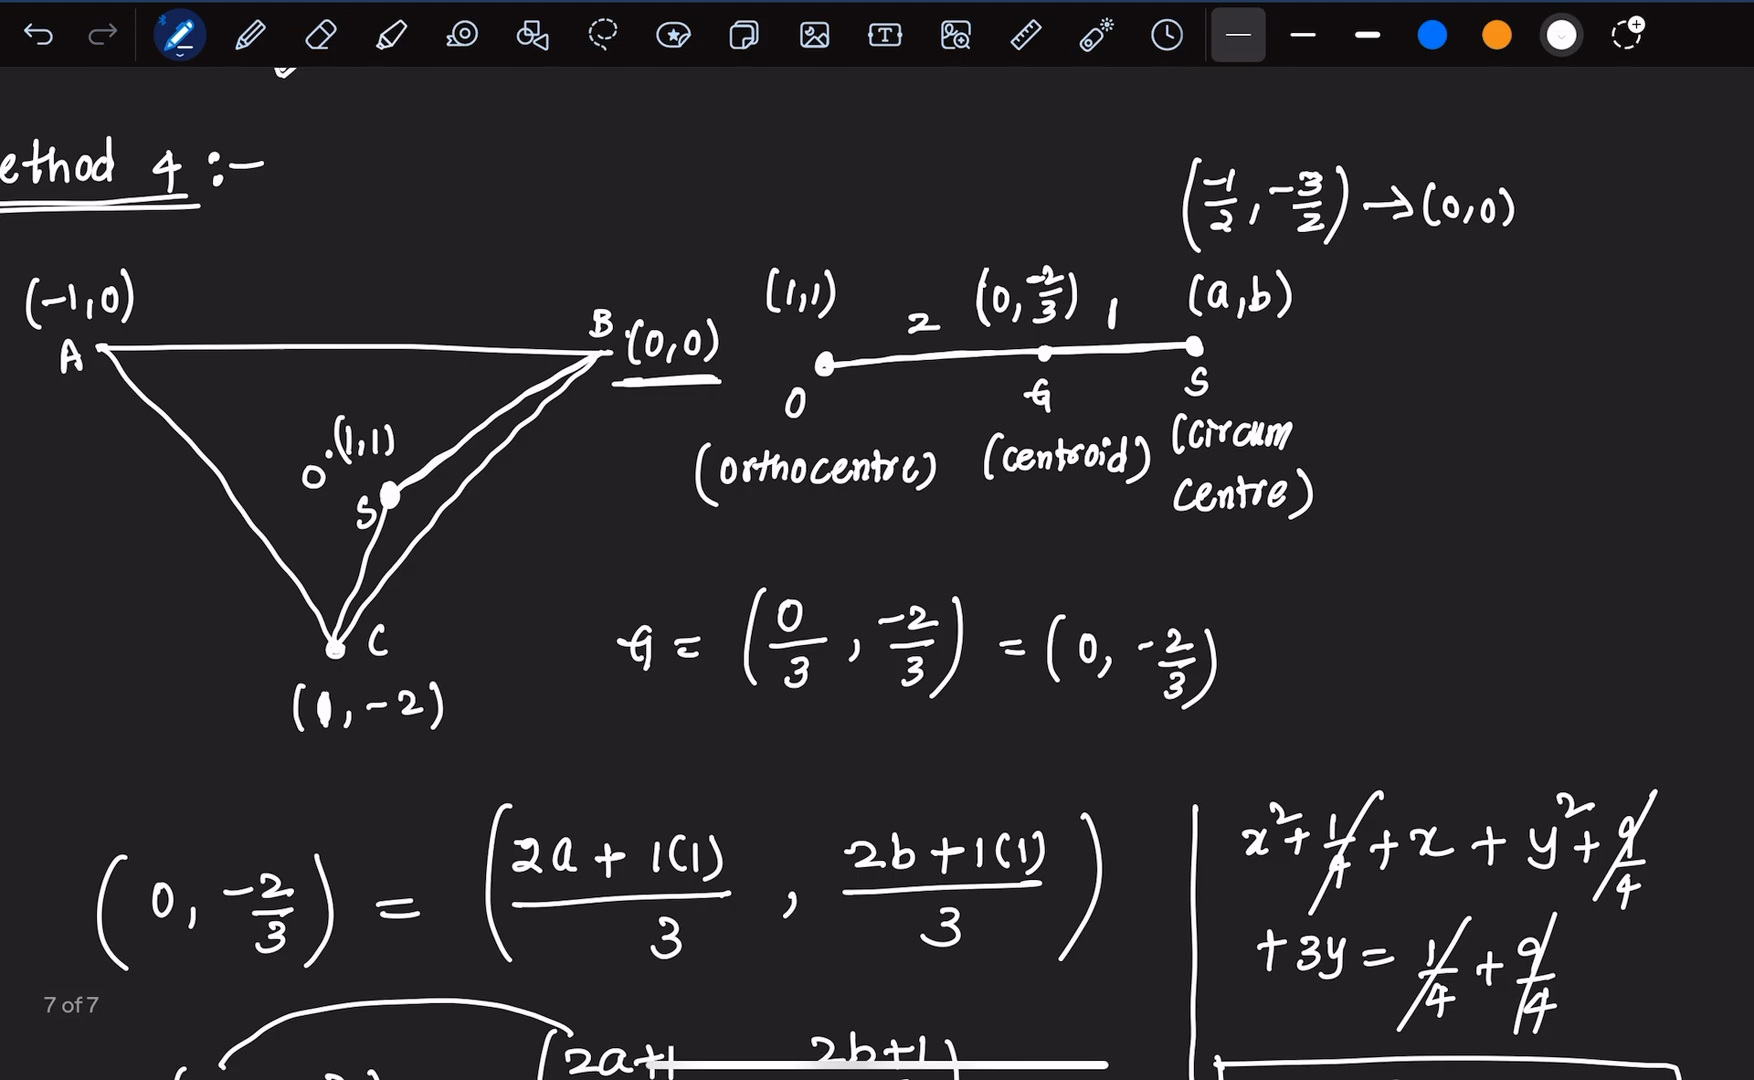 ethod 4 :-
(-1/2, -3/2) → (0,0)
(-1,0)
A
B (0,0)
(1,1) 2 (0, -2/3) 1 (a,b)
O G S
(orthocentre) (centroid) (circum centre)
O .(1,1)
S
C
(1, -2)
G = (0/3, -2/3) = (0, -2/3)
(0, -2/3) = ((2a + 1(1))/3, (2b + 1(1))/3)
x² + 1/4 + x + y² + 9/4
+ 3y = 1/4 + 9/4
7 of 7
2a+1 2b+1